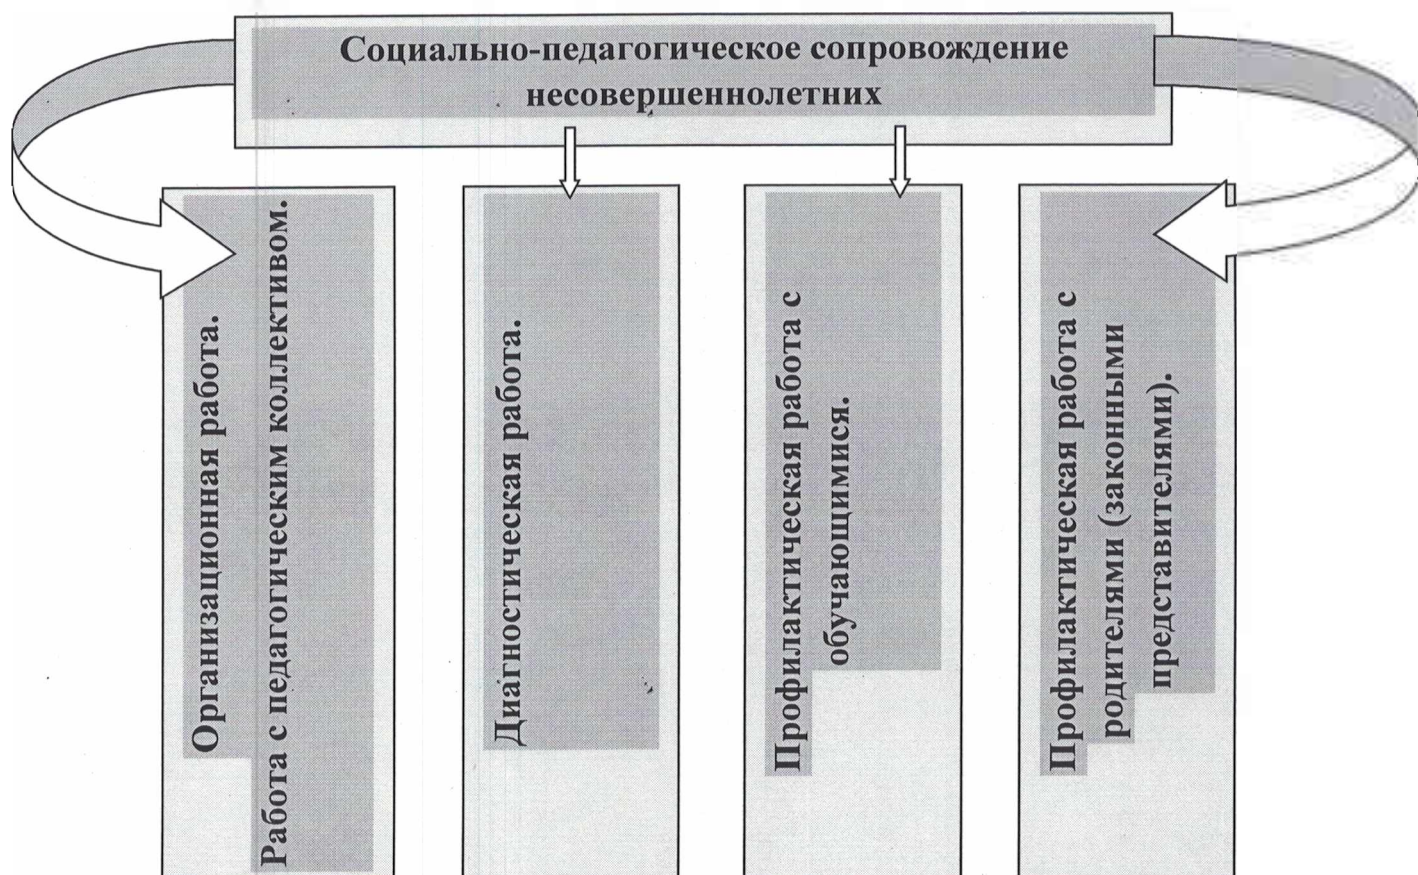 Социально-педагогическое сопровождение
несовершеннолетних
Организационная работа.
Работа с педагогическим коллективом.
Диагностическая работа.
Профилактическая работа с
обучающимися.
Профилактическая работа с
родителями (законными
представителями).